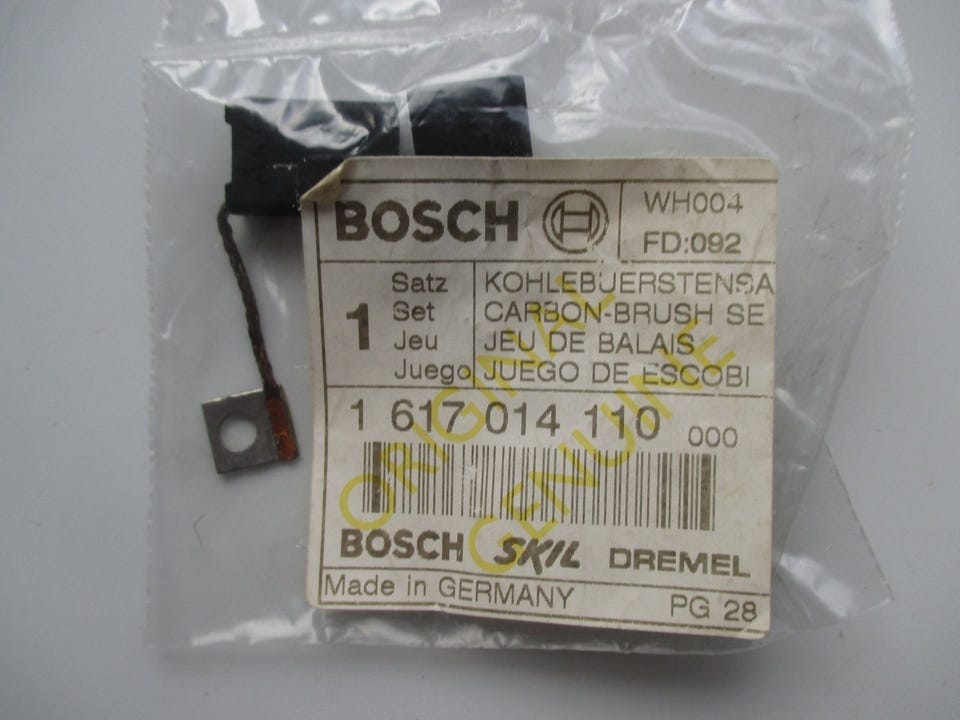 BOSCH
WH004
FD:092
1
Satz KOHLEBUERSTENSA
Set CARBON-BRUSH SE
Jeu JEU DE BALAIS
Juego JUEGO DE ESCOBI
1 617 014 110 000
ORIGINAL
GENUINE
BOSCH SKIL DREMEL
Made in GERMANY
PG 28